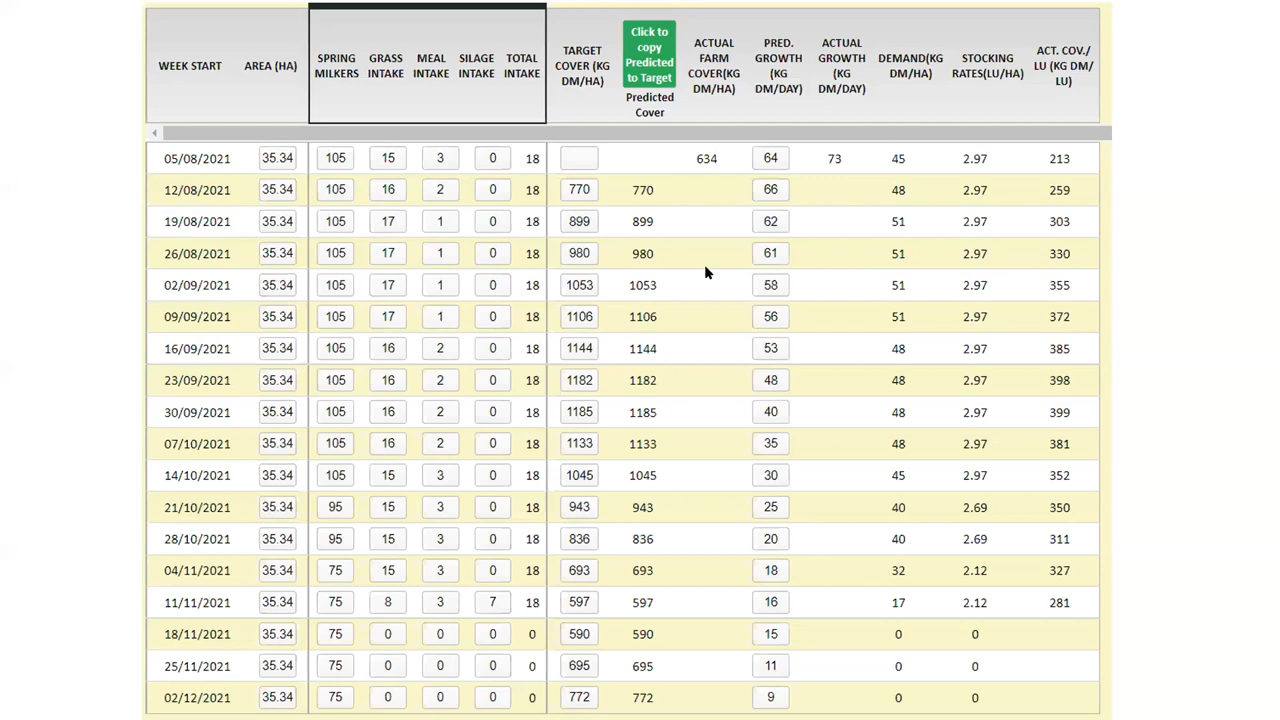 WEEK START AREA (HA) SPRING MILKERS GRASS INTAKE MEAL INTAKE SILAGE INTAKE TOTAL INTAKE TARGET COVER (KG DM/HA) Click to copy Predicted to Target Predicted Cover ACTUAL FARM COVER(KG DM/HA) PRED. GROWTH (KG DM/DAY) ACTUAL GROWTH (KG DM/DAY) DEMAND(KG DM/HA) STOCKING RATES(LU/HA) ACT. COV./ LU (KG DM/ LU)
05/08/2021 35.34 105 15 3 0 18 634 64 73 45 2.97 213
12/08/2021 35.34 105 16 2 0 18 770 770 66 48 2.97 259
19/08/2021 35.34 105 17 1 0 18 899 899 62 51 2.97 303
26/08/2021 35.34 105 17 1 0 18 980 980 61 51 2.97 330
02/09/2021 35.34 105 17 1 0 18 1053 1053 58 51 2.97 355
09/09/2021 35.34 105 17 1 0 18 1106 1106 56 51 2.97 372
16/09/2021 35.34 105 16 2 0 18 1144 1144 53 48 2.97 385
23/09/2021 35.34 105 16 2 0 18 1182 1182 48 48 2.97 398
30/09/2021 35.34 105 16 2 0 18 1185 1185 40 48 2.97 399
07/10/2021 35.34 105 16 2 0 18 1133 1133 35 48 2.97 381
14/10/2021 35.34 105 15 3 0 18 1045 1045 30 45 2.97 352
21/10/2021 35.34 95 15 3 0 18 943 943 25 40 2.69 350
28/10/2021 35.34 95 15 3 0 18 836 836 20 40 2.69 311
04/11/2021 35.34 75 15 3 0 18 693 693 18 32 2.12 327
11/11/2021 35.34 75 8 3 7 18 597 597 16 17 2.12 281
18/11/2021 35.34 75 0 0 0 0 590 590 15 0 0
25/11/2021 35.34 75 0 0 0 0 695 695 11 0 0
02/12/2021 35.34 75 0 0 0 0 772 772 9 0 0